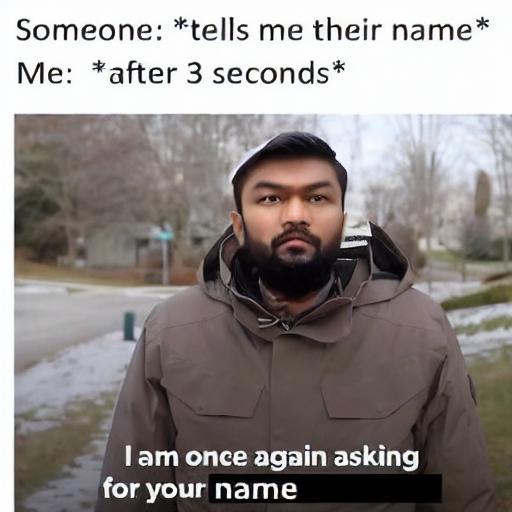 Someone: *tells me their name*
Me: *after 3 seconds*
I am once again asking
for your name